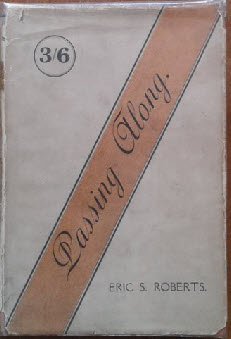 3/6
Passing Along.
ERIC S. ROBERTS.